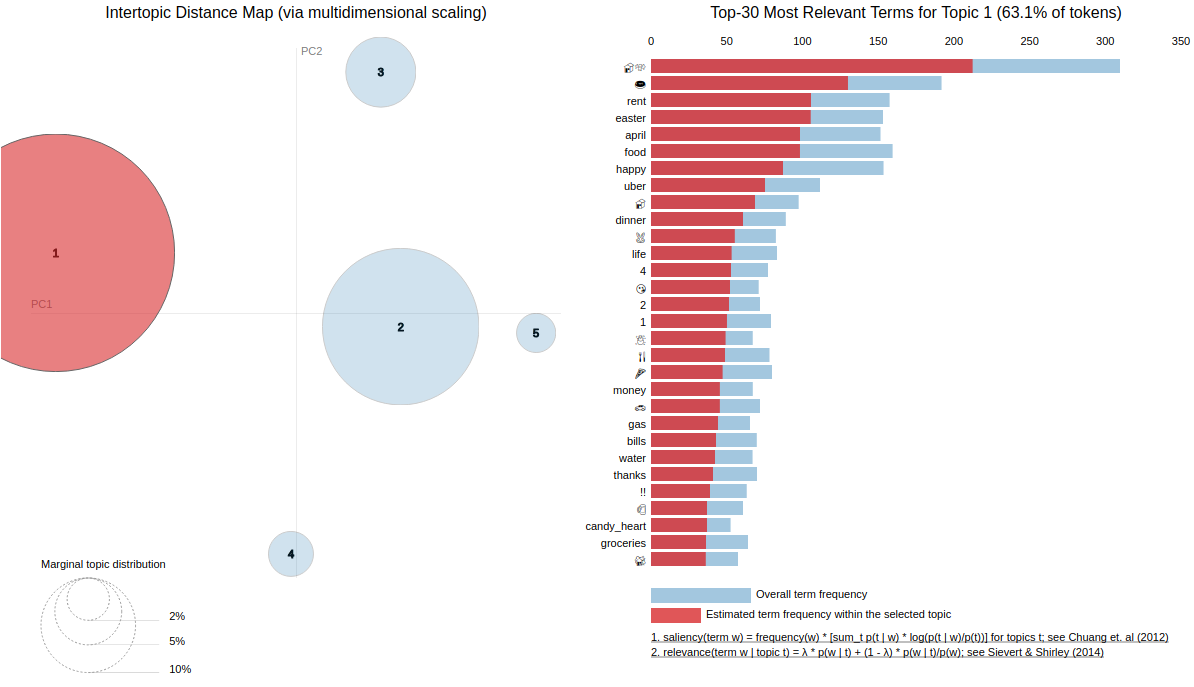 Intertopic Distance Map (via multidimensional scaling)
PC2
PC1
1
2
3
4
5
Marginal topic distribution
2%
5%
10%
Top-30 Most Relevant Terms for Topic 1 (63.1% of tokens)
0 50 100 150 200 250 300 350
rent
easter
april
food
happy
uber
dinner
life
4
2
1
money
gas
bills
water
thanks
!!
candy_heart
groceries
Overall term frequency
Estimated term frequency within the selected topic
1. saliency(term w) = frequency(w) * [sum_t p(t | w) * log(p(t | w)/p(t))] for topics t; see Chuang et. al (2012)
2. relevance(term w | topic t) = λ * p(w | t) + (1 - λ) * p(w | t)/p(w); see Sievert & Shirley (2014)